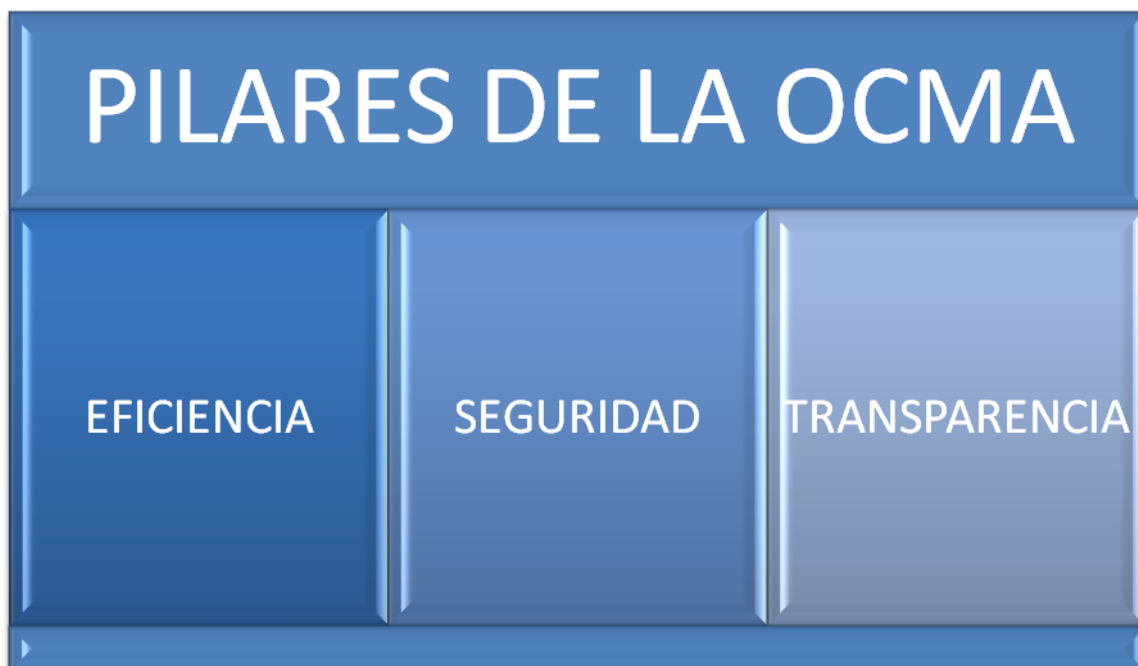 PILARES DE LA OCMA
EFICIENCIA
SEGURIDAD
TRANSPARENCIA